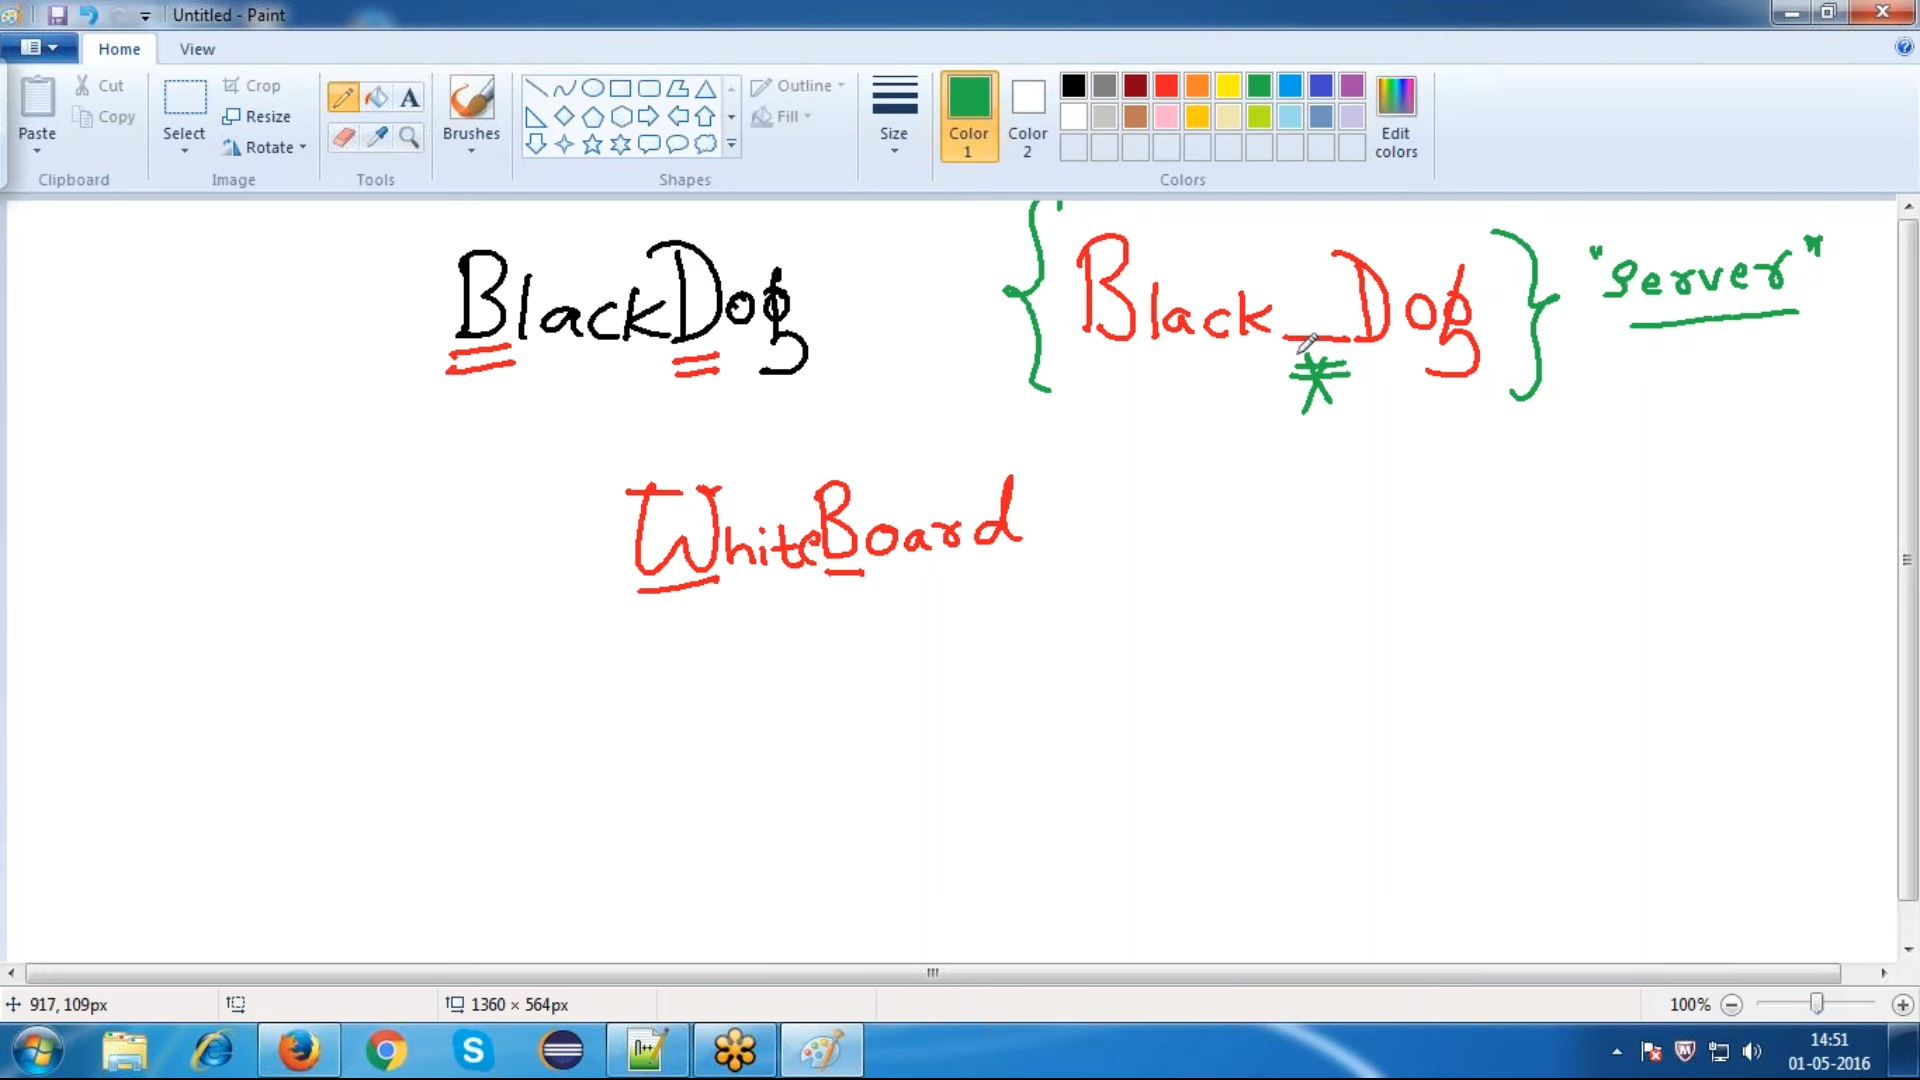 Untitled - Paint
Home View
Paste
Cut
Copy
Clipboard
Select
Crop
Resize
Rotate
Image
A
Tools
Brushes
Shapes
Outline
Fill
Size
Color 1
Color 2
Colors
Edit colors
BlackDog { Black_Dog } "Server"
*
WhiteBoard
917, 109px 1360 × 564px 100%
14:51
01-05-2016